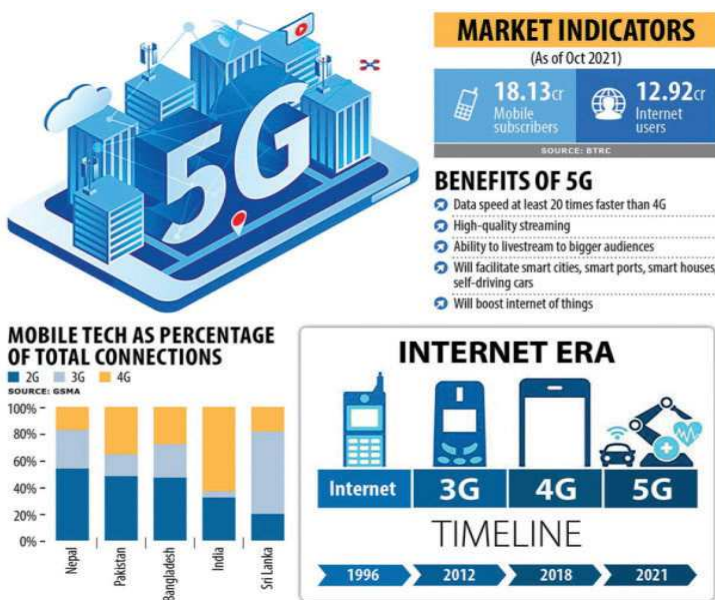 5G
MARKET INDICATORS
(As of Oct 2021)
18.13cr
Mobile
subscribers
12.92cr
Internet
users
SOURCE: BTRC
BENEFITS OF 5G
Data speed at least 20 times faster than 4G
High-quality streaming
Ability to livestream to bigger audiences
Will facilitate smart cities, smart ports, smart houses,
self-driving cars
Will boost internet of things
MOBILE TECH AS PERCENTAGE
OF TOTAL CONNECTIONS
2G 3G 4G
SOURCE: GSMA
100%
80%
60%
40%
20%
0%
Nepal
Pakistan
Bangladesh
India
Sri Lanka
INTERNET ERA
Internet 3G 4G 5G
TIMELINE
1996 2012 2018 2021